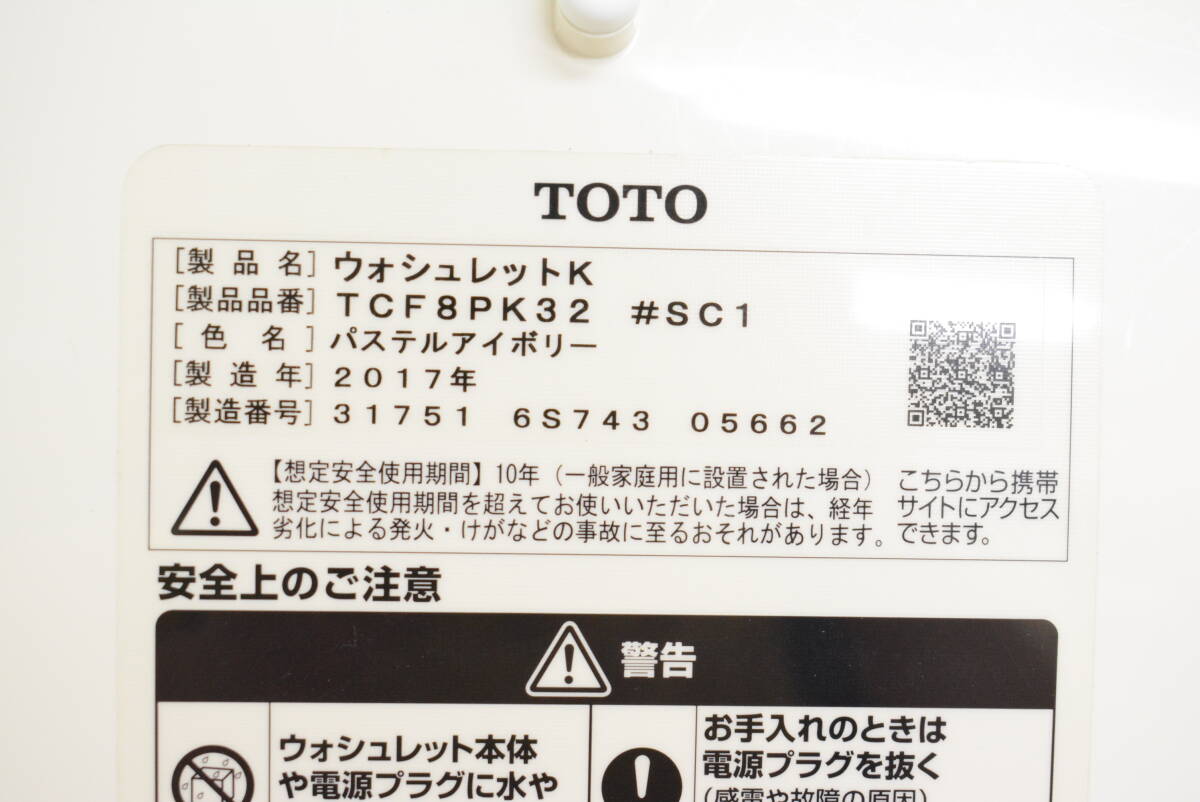 TOTO
[製品名] ウォシュレットK
[製品品番] TCF8PK32 #SC1
[色名] パステルアイボリー
[製造年] 2017年
[製造番号] 31751 6S743 05662
【想定安全使用期間】10年（一般家庭用に設置された場合）
想定安全使用期間を超えてお使いいただいた場合は、経年
劣化による発火・けがなどの事故に至るおそれがあります。
こちらから携帯
サイトにアクセス
できます。
安全上のご注意
警告
ウォシュレット本体
や電源プラグに水や
お手入れのときは
電源プラグを抜く
(感電や故障の原因)